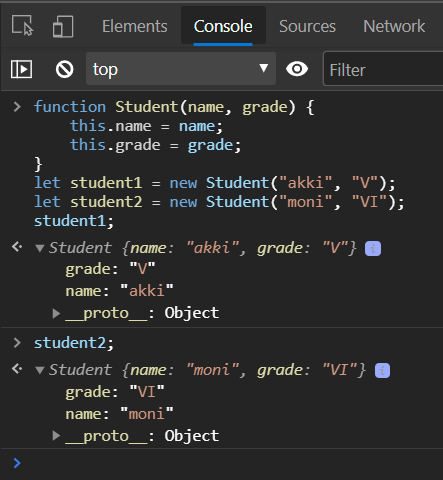 Elements Console Sources Network
top Filter
function Student(name, grade) {
    this.name = name;
    this.grade = grade;
}
let student1 = new Student("akki", "V");
let student2 = new Student("moni", "VI");
student1;
Student {name: "akki", grade: "V"} i
grade: "V"
name: "akki"
__proto__: Object
student2;
Student {name: "moni", grade: "VI"} i
grade: "VI"
name: "moni"
__proto__: Object